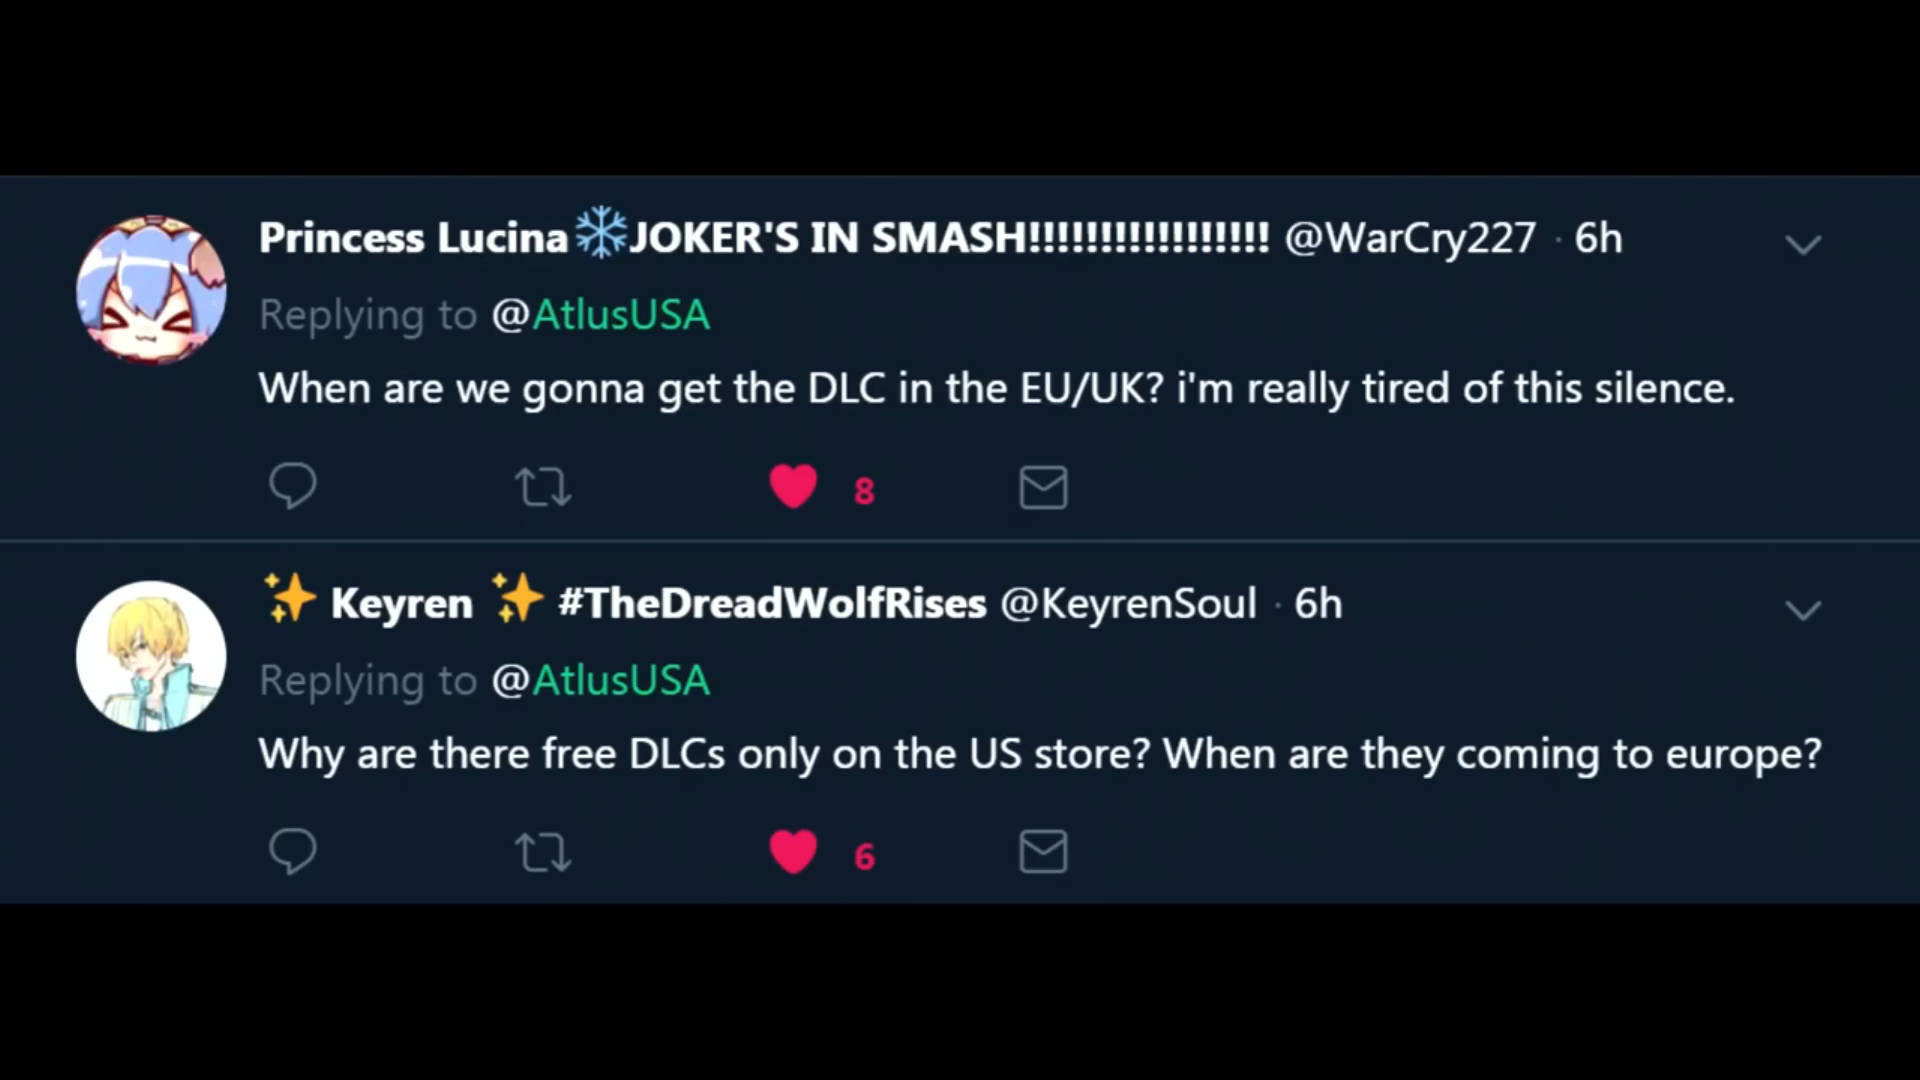 Princess Lucina❄JOKER'S IN SMASH!!!!!!!!!!!!!!!!! @WarCry227 · 6h
Replying to @AtlusUSA
When are we gonna get the DLC in the EU/UK? i'm really tired of this silence.
8
✨ Keyren ✨ #TheDreadWolfRises @KeyrenSoul · 6h
Replying to @AtlusUSA
Why are there free DLCs only on the US store? When are they coming to europe?
6